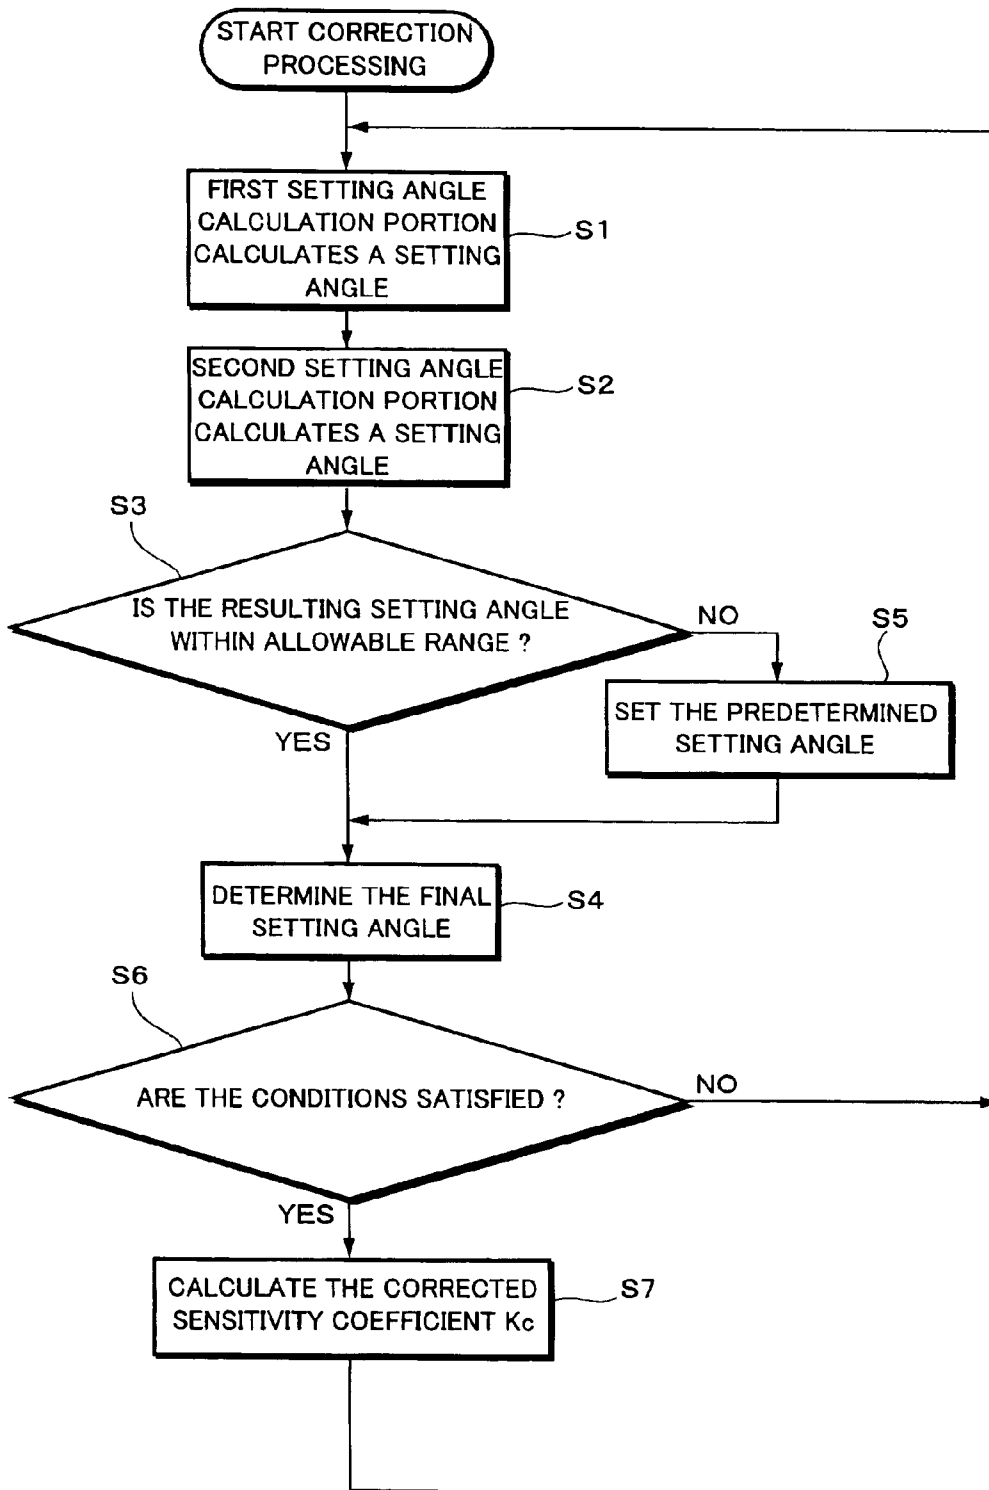 START CORRECTION
PROCESSING
FIRST SETTING ANGLE
CALCULATION PORTION
CALCULATES A SETTING
ANGLE
S1
SECOND SETTING ANGLE
CALCULATION PORTION
CALCULATES A SETTING
ANGLE
S2
S3
IS THE RESULTING SETTING ANGLE
WITHIN ALLOWABLE RANGE ?
NO
S5
SET THE PREDETERMINED
SETTING ANGLE
YES
DETERMINE THE FINAL
SETTING ANGLE
S4
S6
ARE THE CONDITIONS SATISFIED ?
NO
YES
CALCULATE THE CORRECTED
SENSITIVITY COEFFICIENT Kc
S7